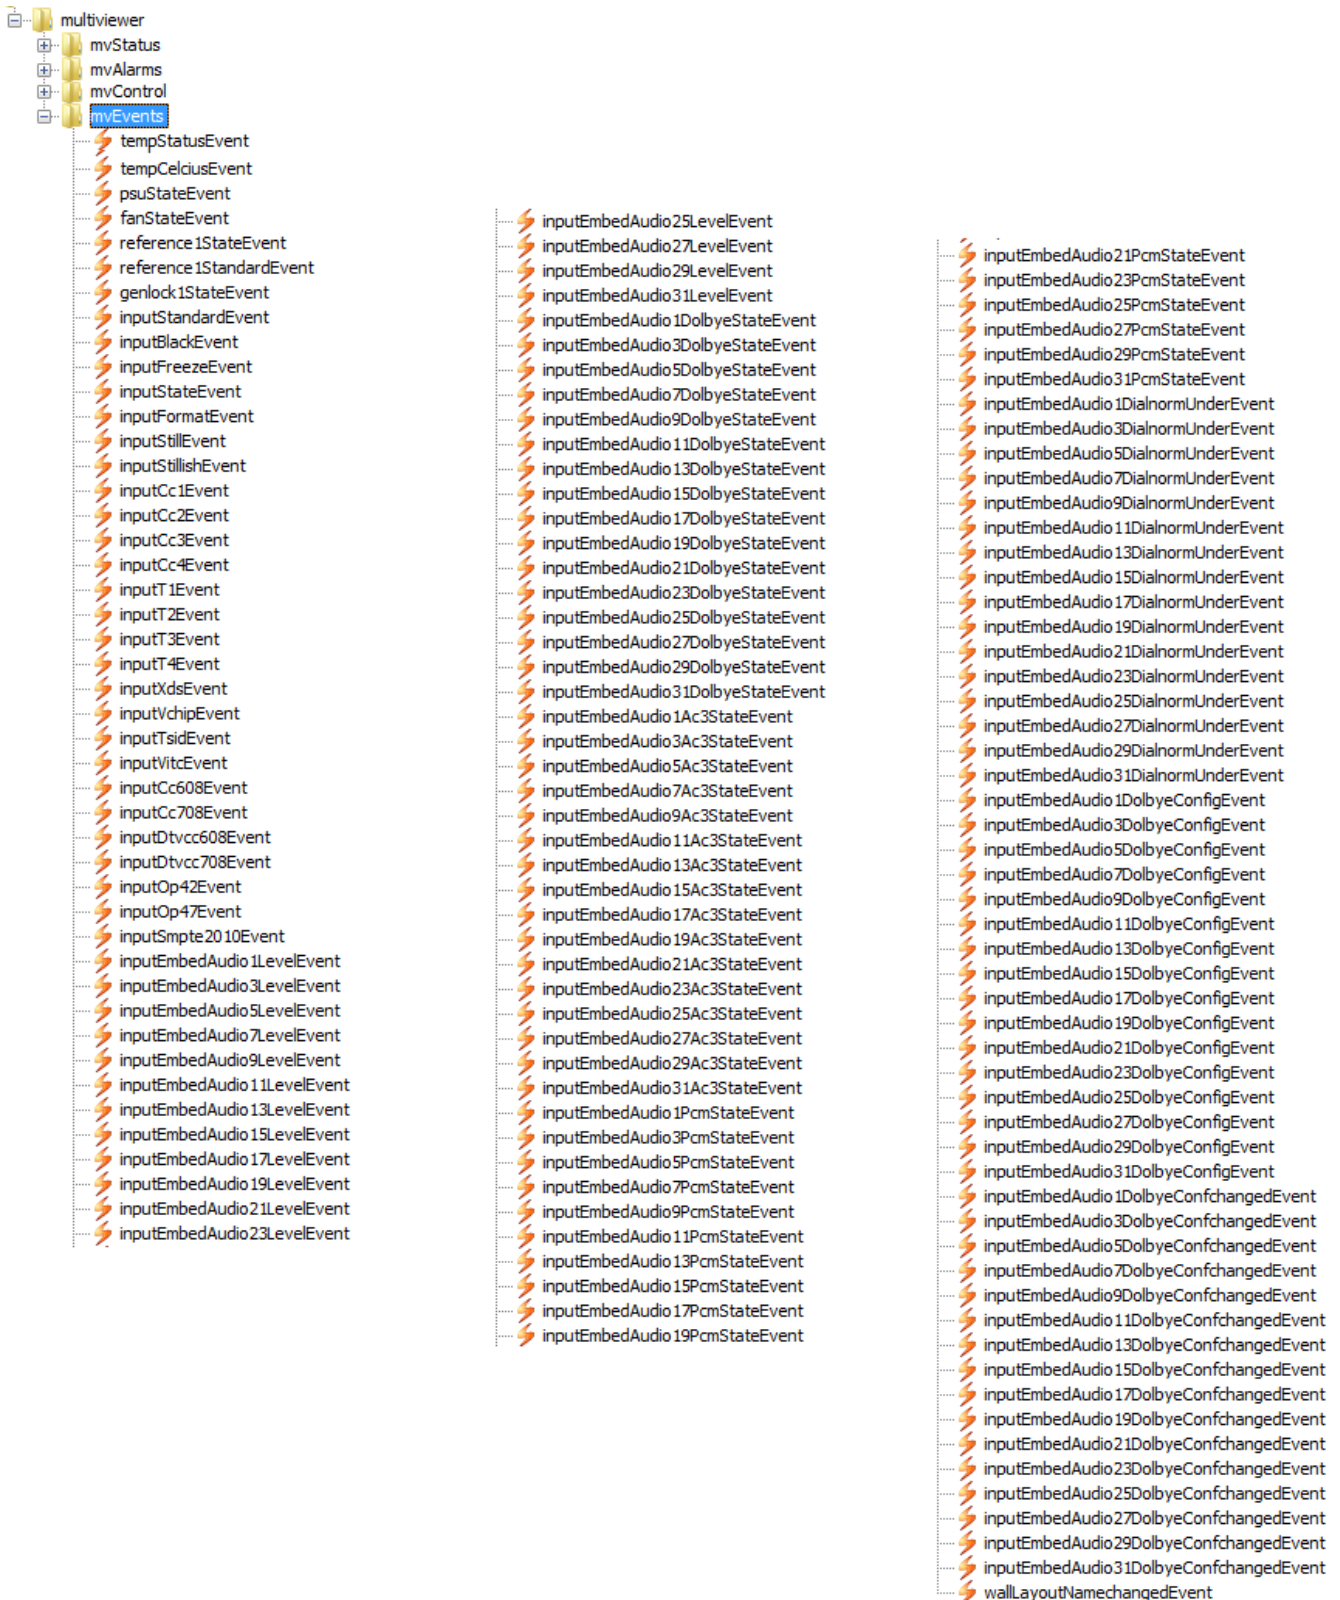 multiviewer
mvStatus
mvAlarms
mvControl
mvEvents
tempStatusEvent
tempCelciusEvent
psuStateEvent
fanStateEvent
reference1StateEvent
reference1StandardEvent
genlock1StateEvent
inputStandardEvent
inputBlackEvent
inputFreezeEvent
inputStateEvent
inputFormatEvent
inputStillEvent
inputStillishEvent
inputCc1Event
inputCc2Event
inputCc3Event
inputCc4Event
inputT1Event
inputT2Event
inputT3Event
inputT4Event
inputXdsEvent
inputVchipEvent
inputTsidEvent
inputVitcEvent
inputCc608Event
inputCc708Event
inputDtvcc608Event
inputDtvcc708Event
inputOp42Event
inputOp47Event
inputSmpte2010Event
inputEmbedAudio1LevelEvent
inputEmbedAudio3LevelEvent
inputEmbedAudio5LevelEvent
inputEmbedAudio7LevelEvent
inputEmbedAudio9LevelEvent
inputEmbedAudio11LevelEvent
inputEmbedAudio13LevelEvent
inputEmbedAudio15LevelEvent
inputEmbedAudio17LevelEvent
inputEmbedAudio19LevelEvent
inputEmbedAudio21LevelEvent
inputEmbedAudio23LevelEvent
inputEmbedAudio25LevelEvent
inputEmbedAudio27LevelEvent
inputEmbedAudio29LevelEvent
inputEmbedAudio31LevelEvent
inputEmbedAudio1DolbyeStateEvent
inputEmbedAudio3DolbyeStateEvent
inputEmbedAudio5DolbyeStateEvent
inputEmbedAudio7DolbyeStateEvent
inputEmbedAudio9DolbyeStateEvent
inputEmbedAudio11DolbyeStateEvent
inputEmbedAudio13DolbyeStateEvent
inputEmbedAudio15DolbyeStateEvent
inputEmbedAudio17DolbyeStateEvent
inputEmbedAudio19DolbyeStateEvent
inputEmbedAudio21DolbyeStateEvent
inputEmbedAudio23DolbyeStateEvent
inputEmbedAudio25DolbyeStateEvent
inputEmbedAudio27DolbyeStateEvent
inputEmbedAudio29DolbyeStateEvent
inputEmbedAudio31DolbyeStateEvent
inputEmbedAudio1Ac3StateEvent
inputEmbedAudio3Ac3StateEvent
inputEmbedAudio5Ac3StateEvent
inputEmbedAudio7Ac3StateEvent
inputEmbedAudio9Ac3StateEvent
inputEmbedAudio11Ac3StateEvent
inputEmbedAudio13Ac3StateEvent
inputEmbedAudio15Ac3StateEvent
inputEmbedAudio17Ac3StateEvent
inputEmbedAudio19Ac3StateEvent
inputEmbedAudio21Ac3StateEvent
inputEmbedAudio23Ac3StateEvent
inputEmbedAudio25Ac3StateEvent
inputEmbedAudio27Ac3StateEvent
inputEmbedAudio29Ac3StateEvent
inputEmbedAudio31Ac3StateEvent
inputEmbedAudio1PcmStateEvent
inputEmbedAudio3PcmStateEvent
inputEmbedAudio5PcmStateEvent
inputEmbedAudio7PcmStateEvent
inputEmbedAudio9PcmStateEvent
inputEmbedAudio11PcmStateEvent
inputEmbedAudio13PcmStateEvent
inputEmbedAudio15PcmStateEvent
inputEmbedAudio17PcmStateEvent
inputEmbedAudio19PcmStateEvent
inputEmbedAudio21PcmStateEvent
inputEmbedAudio23PcmStateEvent
inputEmbedAudio25PcmStateEvent
inputEmbedAudio27PcmStateEvent
inputEmbedAudio29PcmStateEvent
inputEmbedAudio31PcmStateEvent
inputEmbedAudio1DialnormUnderEvent
inputEmbedAudio3DialnormUnderEvent
inputEmbedAudio5DialnormUnderEvent
inputEmbedAudio7DialnormUnderEvent
inputEmbedAudio9DialnormUnderEvent
inputEmbedAudio11DialnormUnderEvent
inputEmbedAudio13DialnormUnderEvent
inputEmbedAudio15DialnormUnderEvent
inputEmbedAudio17DialnormUnderEvent
inputEmbedAudio19DialnormUnderEvent
inputEmbedAudio21DialnormUnderEvent
inputEmbedAudio23DialnormUnderEvent
inputEmbedAudio25DialnormUnderEvent
inputEmbedAudio27DialnormUnderEvent
inputEmbedAudio29DialnormUnderEvent
inputEmbedAudio31DialnormUnderEvent
inputEmbedAudio1DolbyeConfigEvent
inputEmbedAudio3DolbyeConfigEvent
inputEmbedAudio5DolbyeConfigEvent
inputEmbedAudio7DolbyeConfigEvent
inputEmbedAudio9DolbyeConfigEvent
inputEmbedAudio11DolbyeConfigEvent
inputEmbedAudio13DolbyeConfigEvent
inputEmbedAudio15DolbyeConfigEvent
inputEmbedAudio17DolbyeConfigEvent
inputEmbedAudio19DolbyeConfigEvent
inputEmbedAudio21DolbyeConfigEvent
inputEmbedAudio23DolbyeConfigEvent
inputEmbedAudio25DolbyeConfigEvent
inputEmbedAudio27DolbyeConfigEvent
inputEmbedAudio29DolbyeConfigEvent
inputEmbedAudio31DolbyeConfigEvent
inputEmbedAudio1DolbyeConfchangedEvent
inputEmbedAudio3DolbyeConfchangedEvent
inputEmbedAudio5DolbyeConfchangedEvent
inputEmbedAudio7DolbyeConfchangedEvent
inputEmbedAudio9DolbyeConfchangedEvent
inputEmbedAudio11DolbyeConfchangedEvent
inputEmbedAudio13DolbyeConfchangedEvent
inputEmbedAudio15DolbyeConfchangedEvent
inputEmbedAudio17DolbyeConfchangedEvent
inputEmbedAudio19DolbyeConfchangedEvent
inputEmbedAudio21DolbyeConfchangedEvent
inputEmbedAudio23DolbyeConfchangedEvent
inputEmbedAudio25DolbyeConfchangedEvent
inputEmbedAudio27DolbyeConfchangedEvent
inputEmbedAudio29DolbyeConfchangedEvent
inputEmbedAudio31DolbyeConfchangedEvent
wallLayoutNamechangedEvent